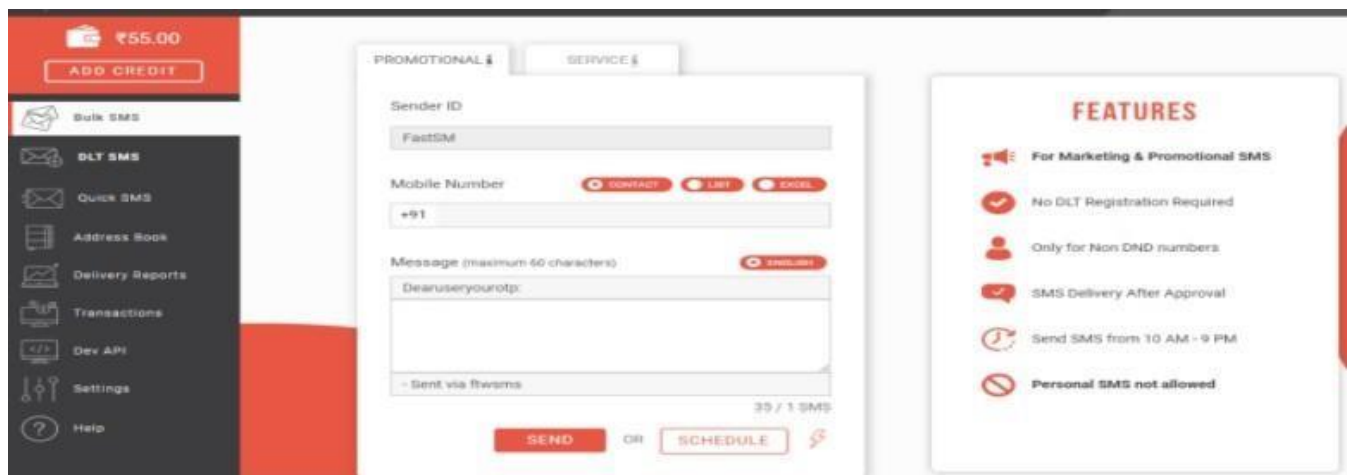 ₹55.00
ADD CREDIT
Bulk SMS
DLT SMS
Quick SMS
Address Book
Delivery Reports
Transactions
Dev API
Settings
Help
PROMOTIONAL
SERVICE
Sender ID
FastSM
Mobile Number
CONTACT
LIST
EXCEL
+91
Message (maximum 60 characters)
ENGLISH
Dearuseryourotp:
- Sent via ftwsms
35 / 1 SMS
SEND OR SCHEDULE
FEATURES
For Marketing & Promotional SMS
No DLT Registration Required
Only for Non DND numbers
SMS Delivery After Approval
Send SMS from 10 AM - 9 PM
Personal SMS not allowed